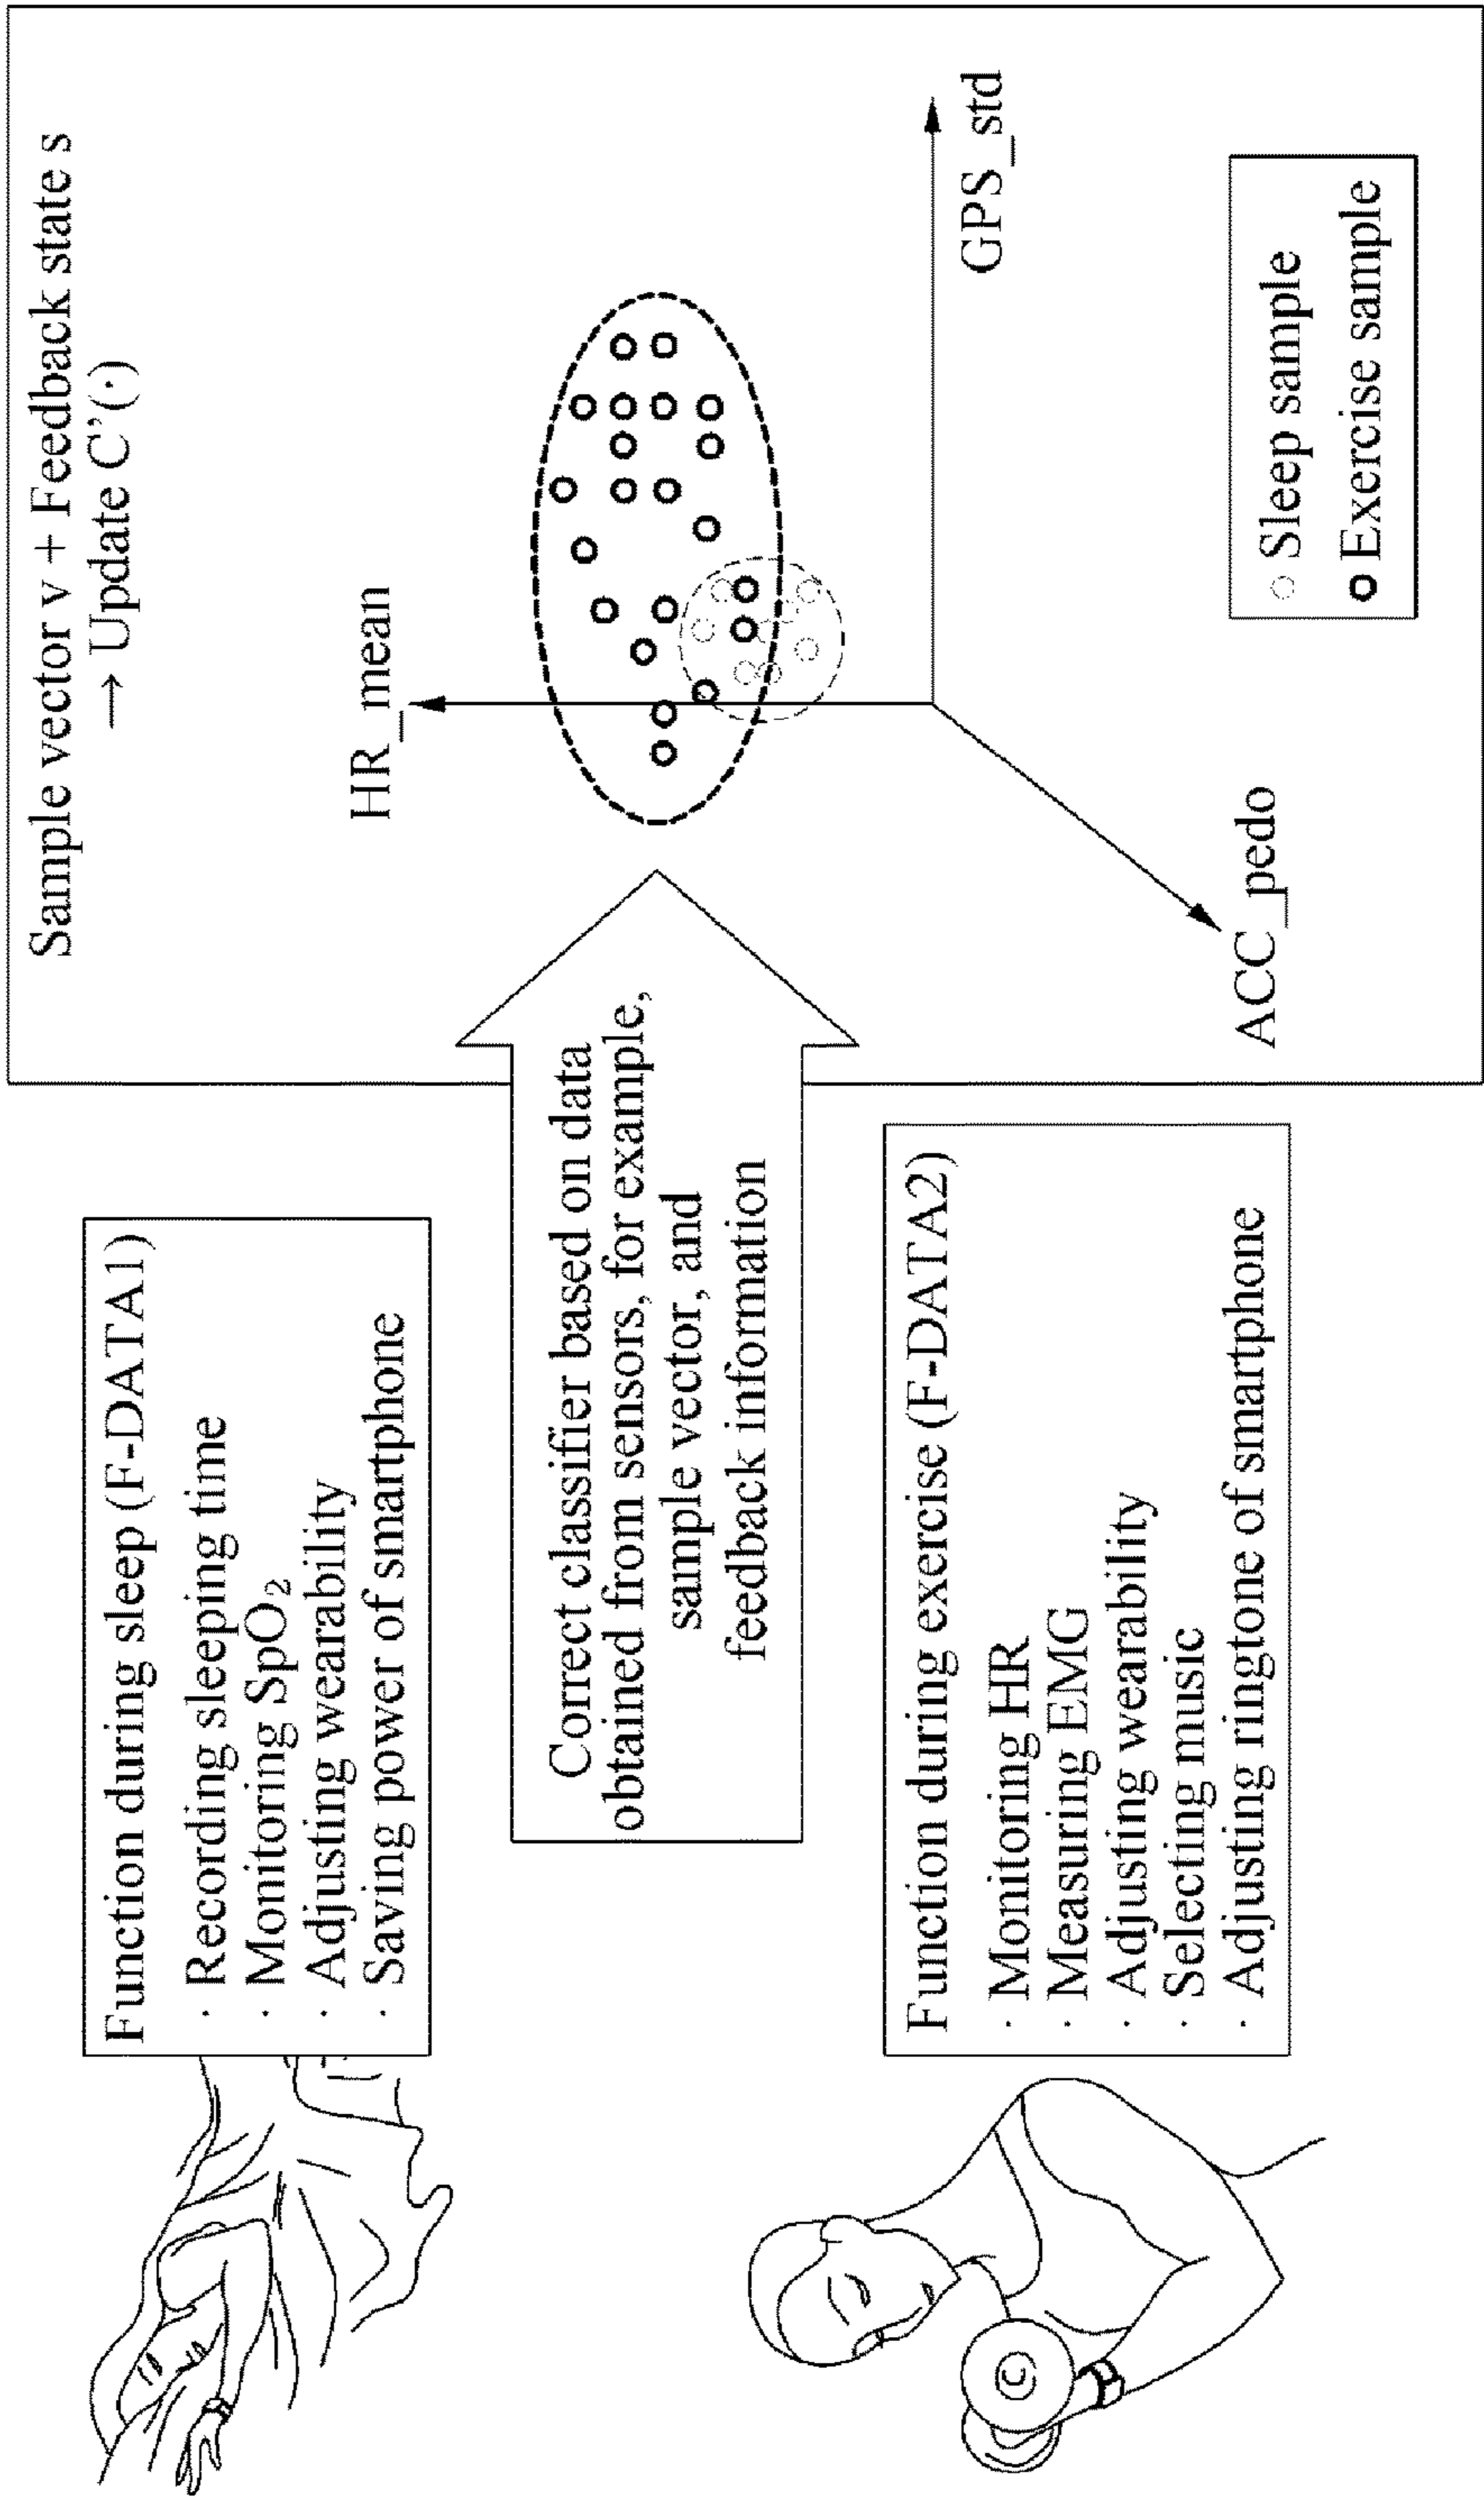 Function during sleep (F-DATA1)
· Recording sleeping time
· Monitoring SpO₂
· Adjusting wearability
· Saving power of smartphone
Correct classifier based on data
obtained from sensors, for example,
sample vector, and
feedback information
Function during exercise (F-DATA2)
· Monitoring HR
· Measuring EMG
· Adjusting wearability
· Selecting music
· Adjusting ringtone of smartphone
Sample vector v + Feedback state s
→ Update C’(·)
HR_mean
GPS_std
ACC_pedo
Sleep sample
Exercise sample